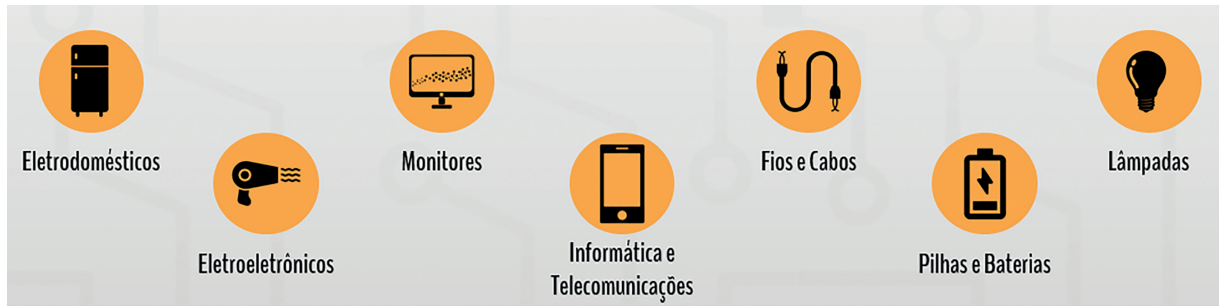 Eletrodomésticos
Eletroeletrônicos
Monitores
Informática e
Telecomunicações
Fios e Cabos
Pilhas e Baterias
Lâmpadas